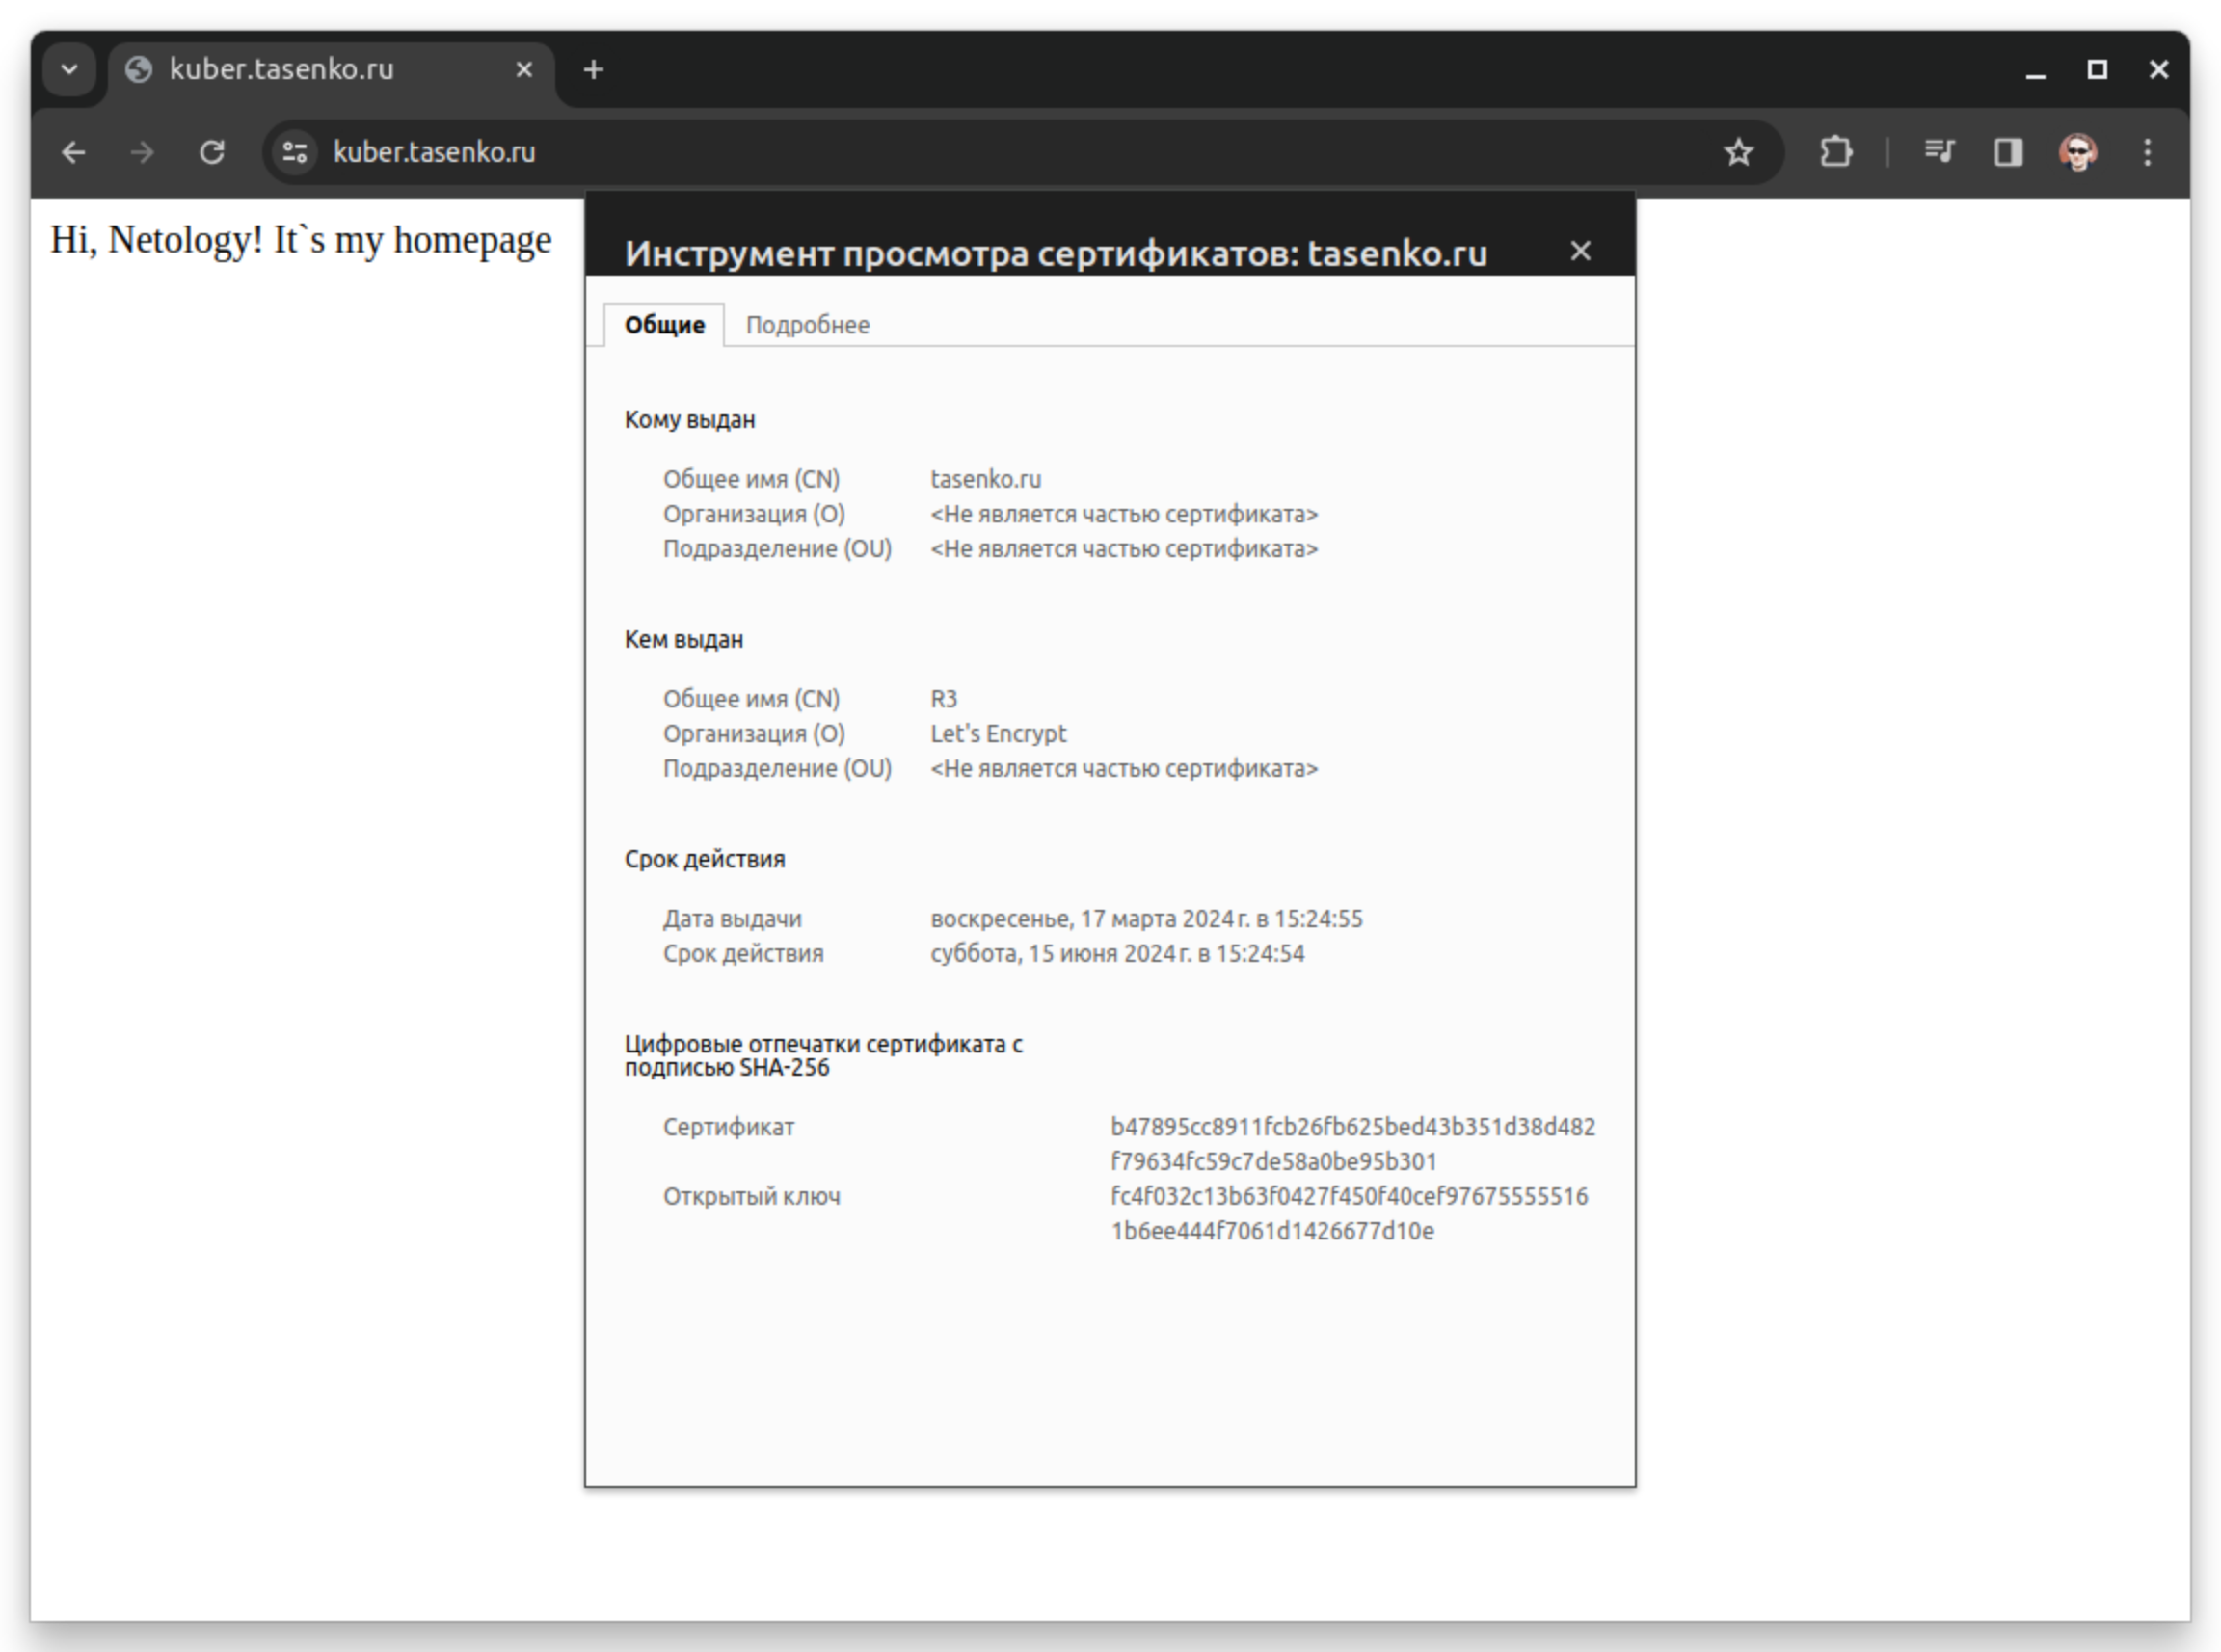 kuber.tasenko.ru
kuber.tasenko.ru
Hi, Netology! It`s my homepage
Инструмент просмотра сертификатов: tasenko.ru
Общие Подробнее
Кому выдан
Общее имя (CN) tasenko.ru
Организация (O) <Не является частью сертификата>
Подразделение (OU) <Не является частью сертификата>
Кем выдан
Общее имя (CN) R3
Организация (O) Let's Encrypt
Подразделение (OU) <Не является частью сертификата>
Срок действия
Дата выдачи воскресенье, 17 марта 2024 г. в 15:24:55
Срок действия суббота, 15 июня 2024 г. в 15:24:54
Цифровые отпечатки сертификата с
подписью SHA-256
Сертификат b47895cc8911fcb26fb625bed43b351d38d482
f79634fc59c7de58a0be95b301
Открытый ключ fc4f032c13b63f0427f450f40cef97675555516
1b6ee444f7061d1426677d10e